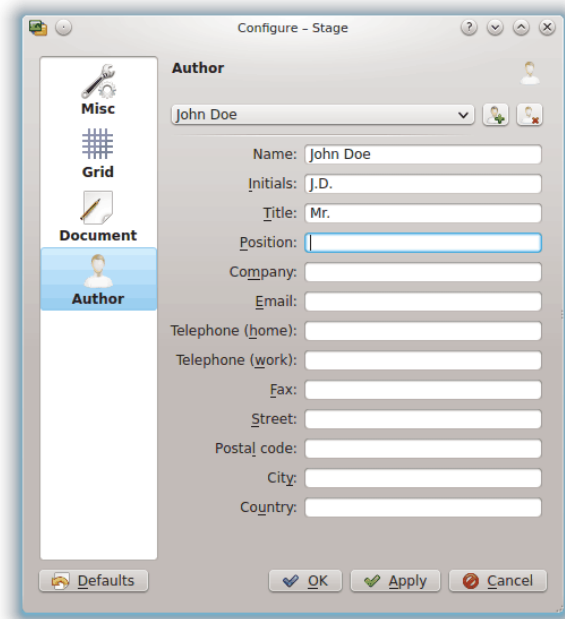 Configure – Stage
Misc
Grid
Document
Author
Author
John Doe
Name: John Doe
Initials: J.D.
Title: Mr.
Position:
Company:
Email:
Telephone (home):
Telephone (work):
Fax:
Street:
Postal code:
City:
Country:
Defaults
OK
Apply
Cancel